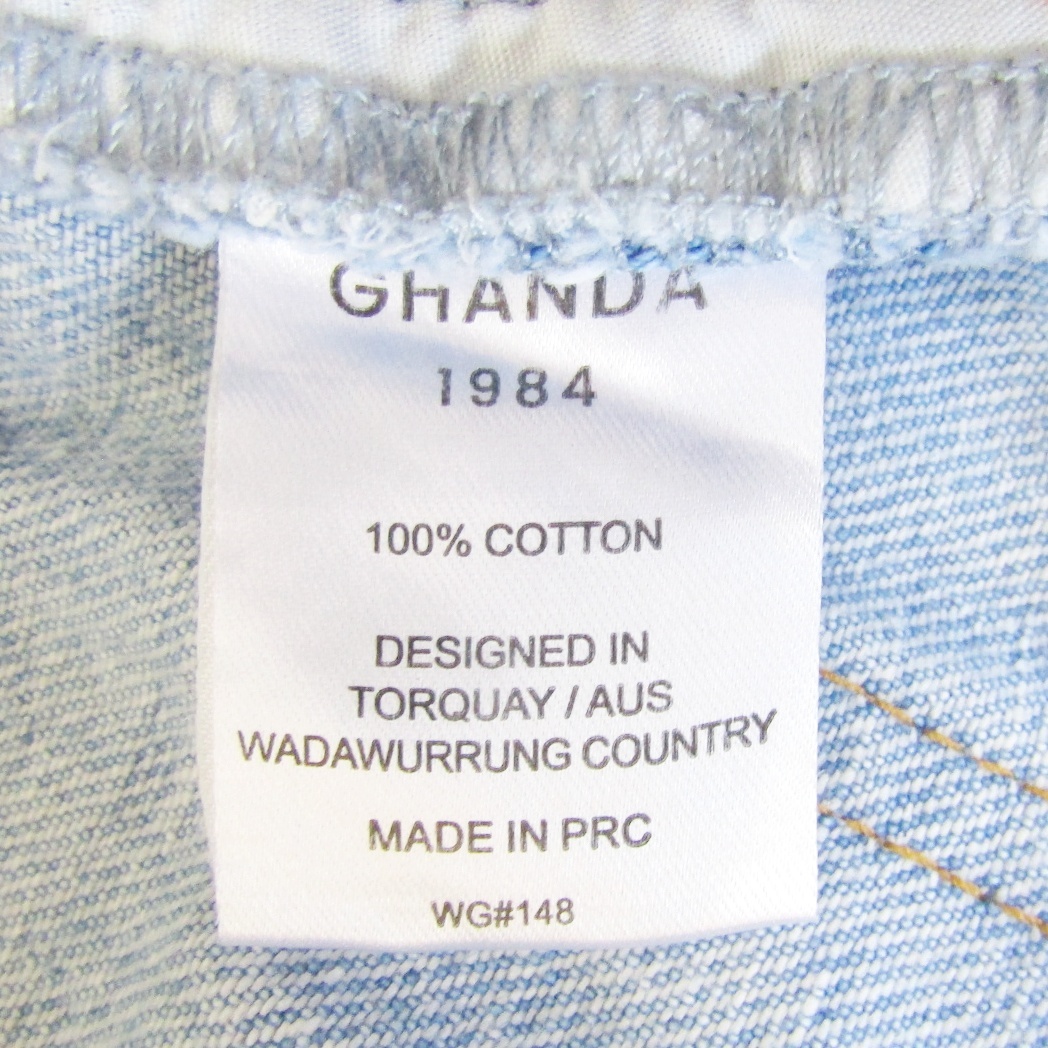 GHANDA
1984
100% COTTON
DESIGNED IN
TORQUAY / AUS
WADAWURRUNG COUNTRY
MADE IN PRC
WG#148